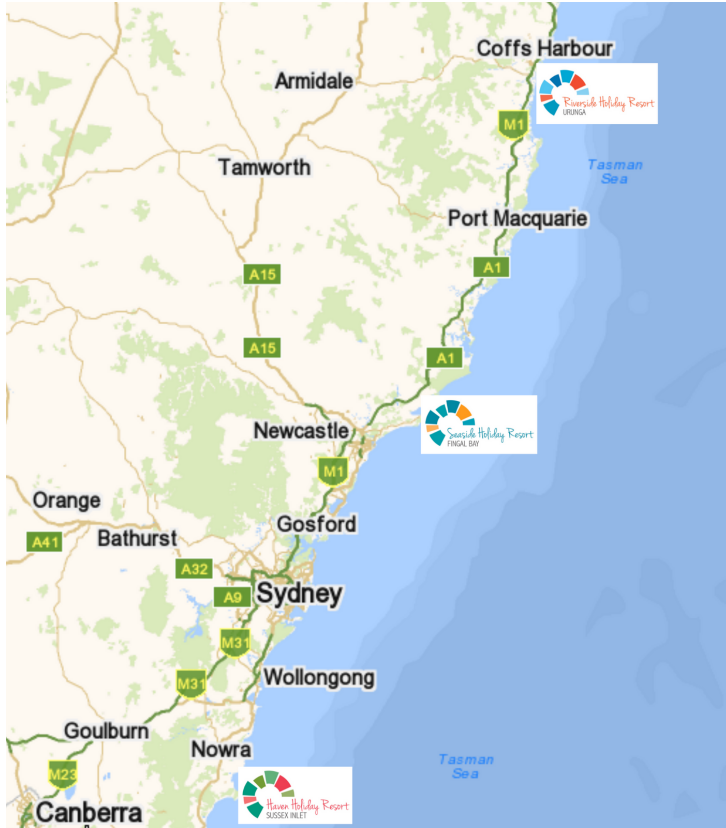 Coffs Harbour
Armidale
Riverside Holiday Resort
URUNGA
M1
Tasman
Sea
Tamworth
Port Macquarie
A15
A1
A15
A1
Seaside Holiday Resort
FINGAL BAY
Newcastle
M1
Orange
Gosford
Bathurst
A41
A32
A9
Sydney
M31
Wollongong
M31
Goulburn
Nowra
Tasman
Sea
M23
Haven Holiday Resort
SUSSEX INLET
Canberra